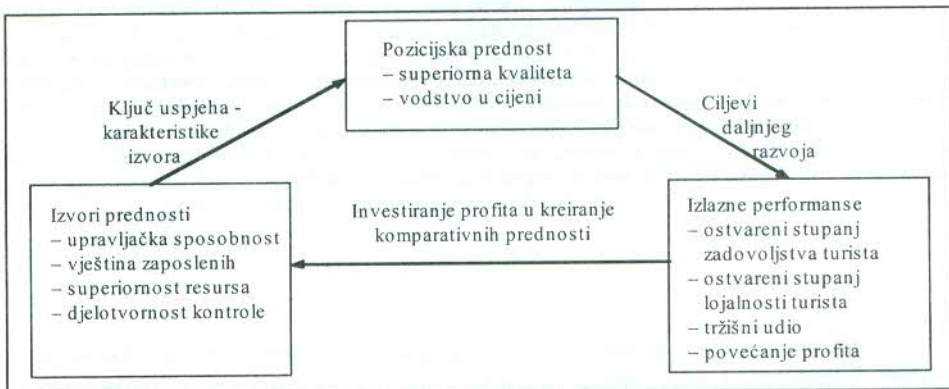 Pozicijska prednost
– superiorna kvaliteta
– vodstvo u cijeni
Ključ uspjeha -
karakteristike
izvora
Ciljevi
daljnjeg
razvoja
Izvori prednosti
– upravljačka sposobnost
– vještina zaposlenih
– superiornost resursa
– djelotvornost kontrole
Investiranje profita u kreiranje
komparativnih prednosti
Izlazne performanse
– ostvareni stupanj
zadovoljstva turista
– ostvareni stupanj
lojalnosti turista
– tržišni udio
– povećanje profita